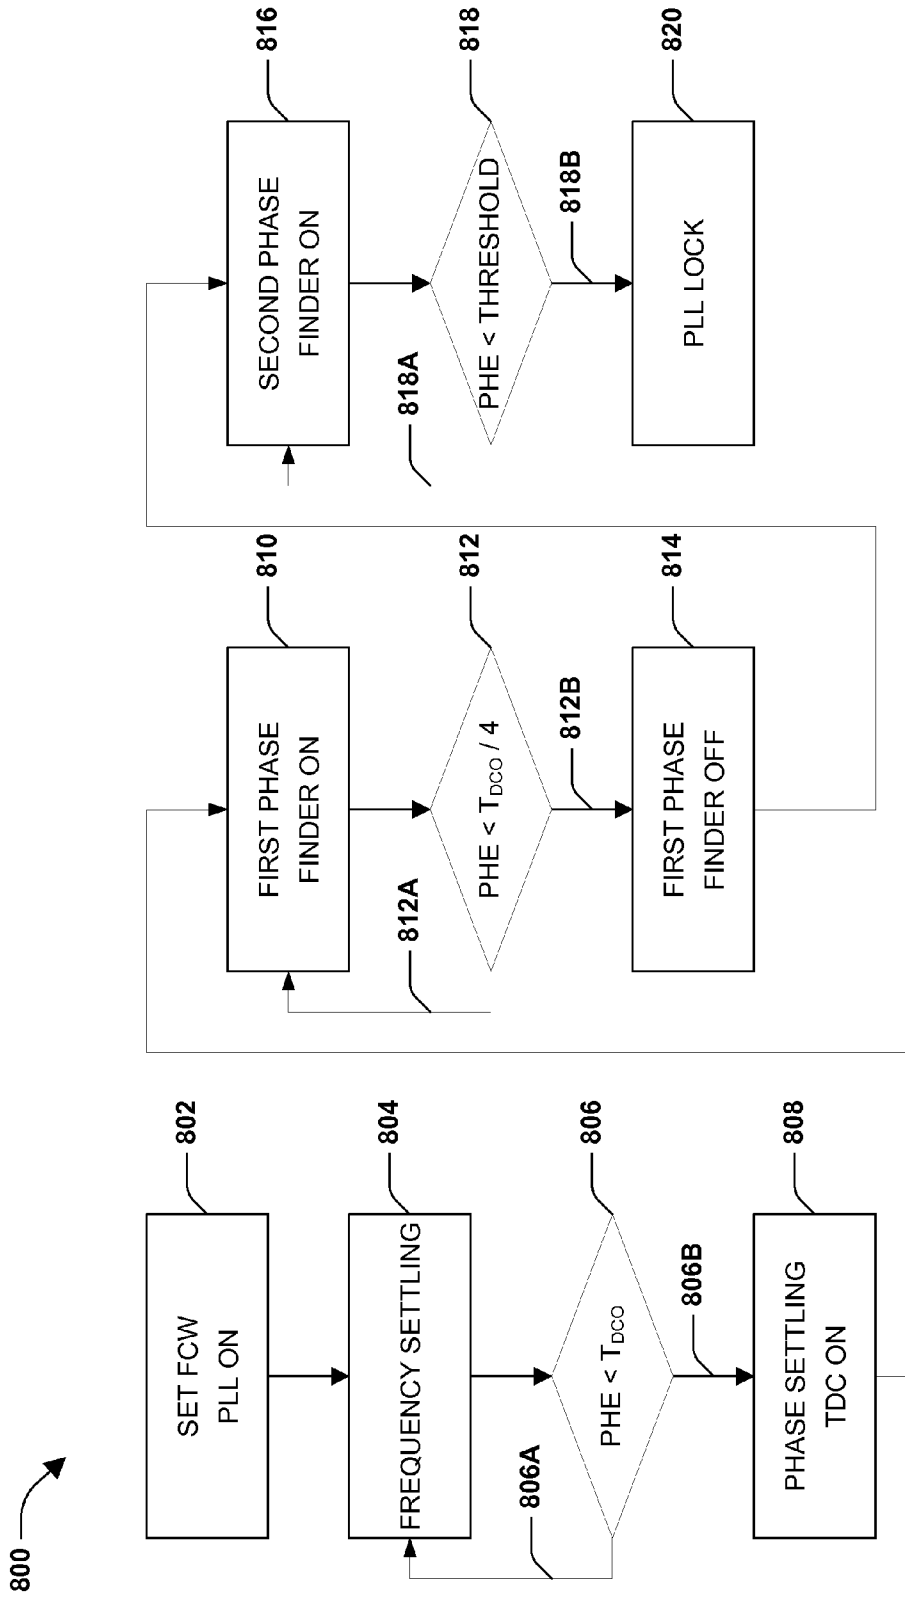 800
SET FCW
PLL ON
802
FREQUENCY SETTLING
804
PHE < T_DCO
806
806A
806B
PHASE SETTLING
TDC ON
808
FIRST PHASE
FINDER ON
810
PHE < T_DCO / 4
812
812A
812B
FIRST PHASE
FINDER OFF
814
SECOND PHASE
FINDER ON
816
PHE < THRESHOLD
818
818A
818B
PLL LOCK
820